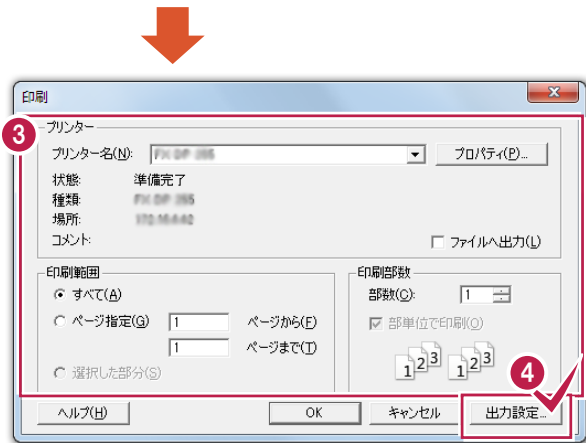 印刷
3
プリンター
プリンター名(N):
プロパティ(P)...
状態: 準備完了
種類:
場所:
コメント:
ファイルへ出力(L)
印刷範囲
すべて(A)
ページ指定(G) 1 ページから(F)
1 ページまで(T)
選択した部分(S)
印刷部数
部数(C): 1
部単位で印刷(O)
1 2 3 1 2 3
4
ヘルプ(H) OK キャンセル 出力設定...